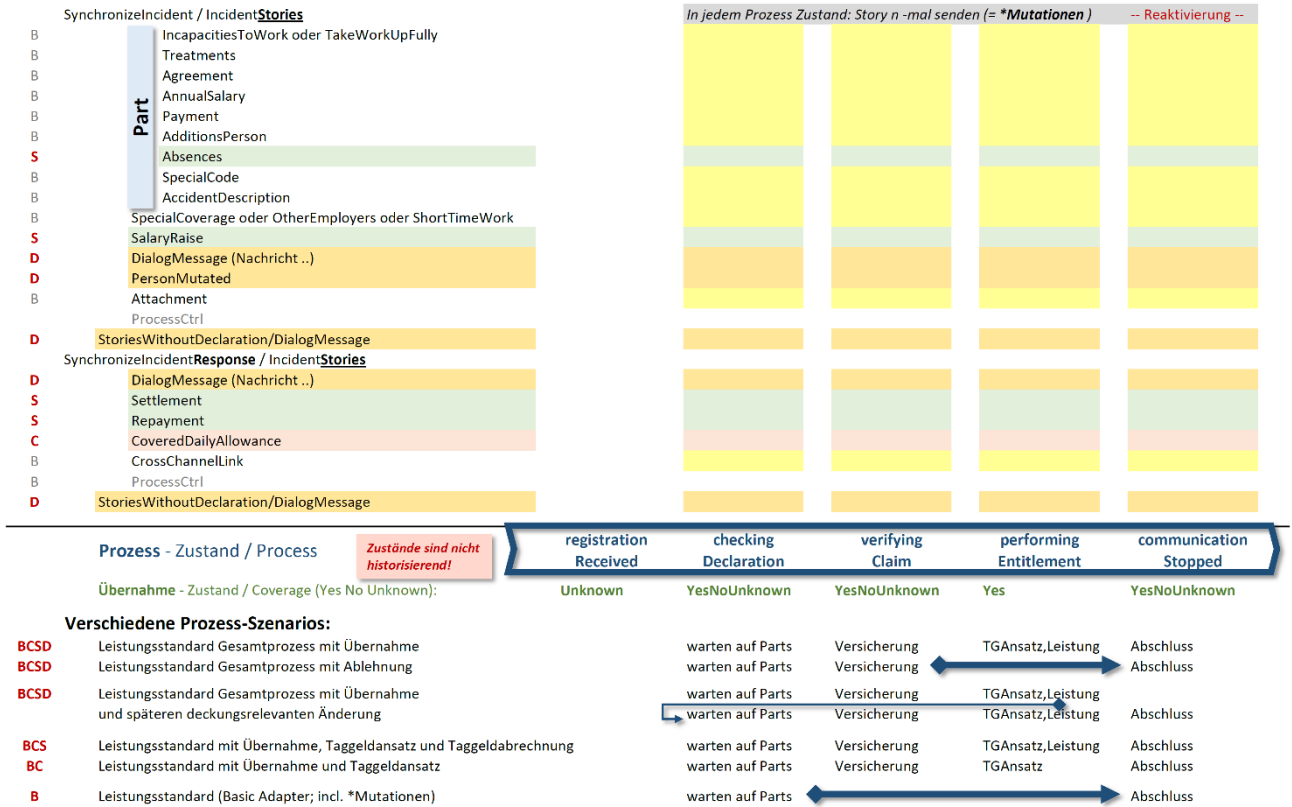 SynchronizeIncident / IncidentStories
In jedem Prozess Zustand: Story n -mal senden (= *Mutationen ) -- Reaktivierung --
B IncapacitiesToWork oder TakeWorkUpFully
B Treatments
B Agreement
B AnnualSalary
Part
B Payment
B AdditionsPerson
S Absences
B SpecialCode
B AccidentDescription
B SpecialCoverage oder OtherEmployers oder ShortTimeWork
S SalaryRaise
D DialogMessage (Nachricht ..)
D PersonMutated
B Attachment
ProcessCtrl
D StoriesWithoutDeclaration/DialogMessage
SynchronizeIncidentResponse / IncidentStories
D DialogMessage (Nachricht ..)
S Settlement
S Repayment
C CoveredDailyAllowance
B CrossChannelLink
B ProcessCtrl
D StoriesWithoutDeclaration/DialogMessage
Prozess - Zustand / Process
Zustände sind nicht
historisierend!
registration checking verifying performing communication
Received Declaration Claim Entitlement Stopped
Übernahme - Zustand / Coverage (Yes No Unknown): Unknown YesNoUnknown YesNoUnknown Yes YesNoUnknown
Verschiedene Prozess-Szenarios:
BCSD Leistungsstandard Gesamtprozess mit Übernahme warten auf Parts Versicherung TGAnsatz,Leistung Abschluss
BCSD Leistungsstandard Gesamtprozess mit Ablehnung warten auf Parts Versicherung Abschluss
BCSD Leistungsstandard Gesamtprozess mit Übernahme warten auf Parts Versicherung TGAnsatz,Leistung
und späteren deckungsrelevanten Änderung warten auf Parts Versicherung TGAnsatz,Leistung Abschluss
BCS Leistungsstandard mit Übernahme, Taggeldansatz und Taggeldabrechnung warten auf Parts Versicherung TGAnsatz,Leistung Abschluss
BC Leistungsstandard mit Übernahme und Taggeldansatz warten auf Parts Versicherung TGAnsatz Abschluss
B Leistungsstandard (Basic Adapter; incl. *Mutationen) warten auf Parts Abschluss